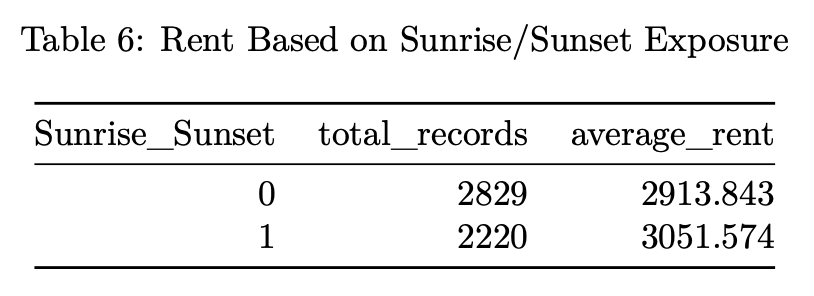 Table 6: Rent Based on Sunrise/Sunset Exposure
Sunrise_Sunset total_records average_rent
0 2829 2913.843
1 2220 3051.574